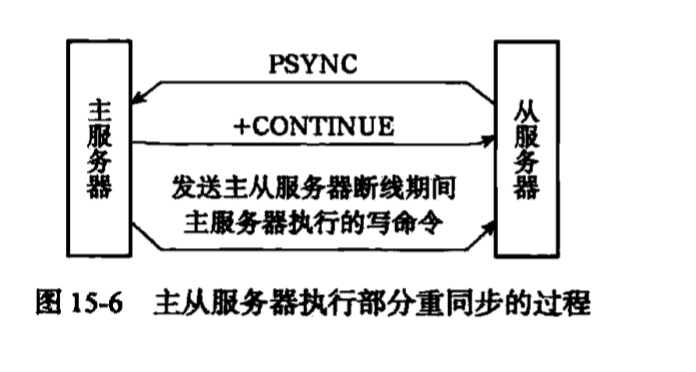 主服务器
从服务器
PSYNC
+CONTINUE
发送主从服务器断线期间
主服务器执行的写命令
图 15-6 主从服务器执行部分重同步的过程